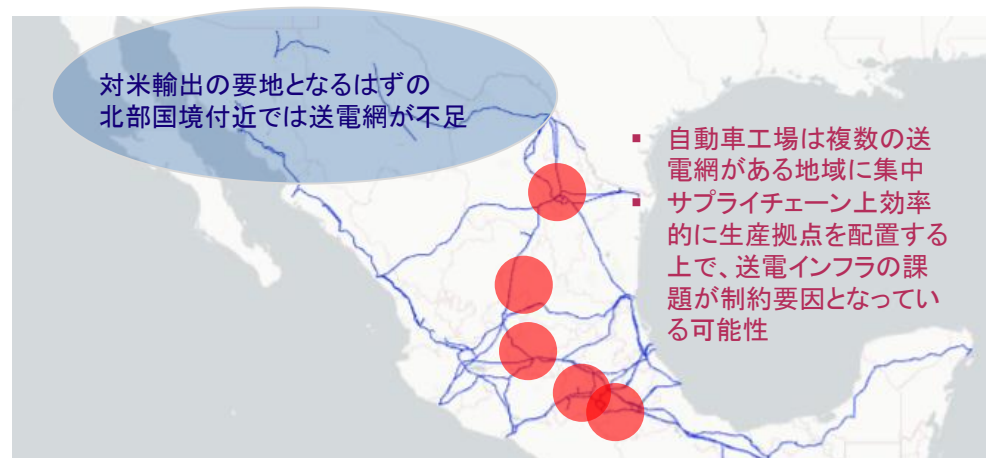 対米輸出の要地となるはずの
北部国境付近では送電網が不足
▪ 自動車工場は複数の送
電網がある地域に集中
▪ サプライチェーン上効率
的に生産拠点を配置する
上で、送電インフラの課
題が制約要因となってい
る可能性